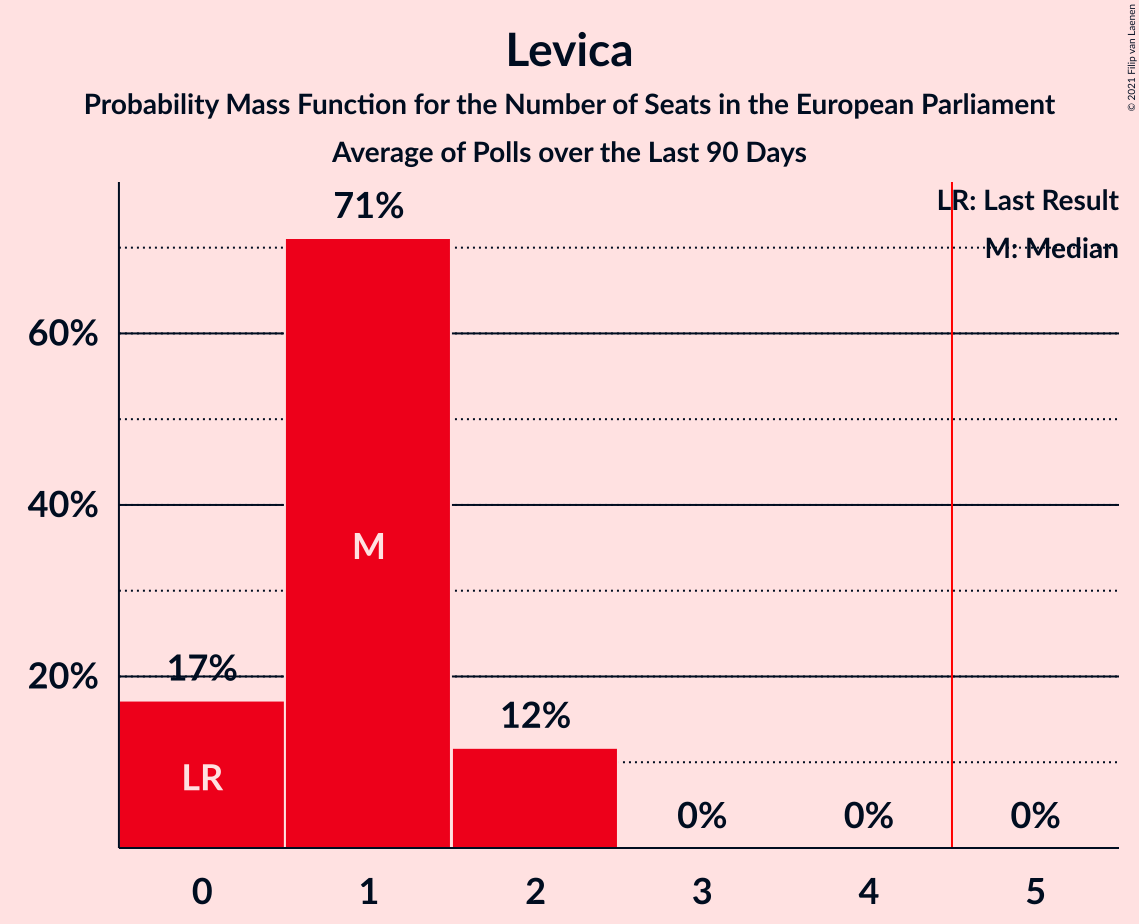 Levica
Probability Mass Function for the Number of Seats in the European Parliament
Average of Polls over the Last 90 Days
© 2021 Filip van Laenen
LR: Last Result
M: Median
71%
60%
40%
20%
17%
12%
0%
0%
0%
M
LR
0
1
2
3
4
5